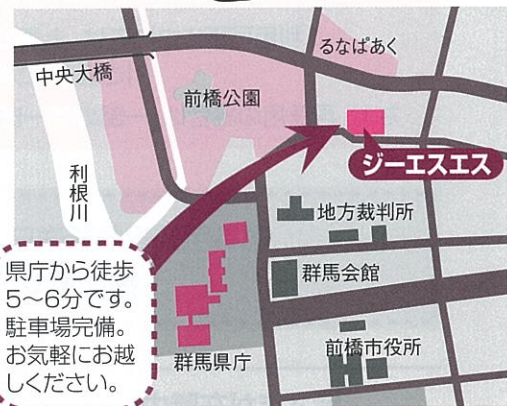 るなぱあく
中央大橋
前橋公園
ジーエスエス
利根川
地方裁判所
県庁から徒歩
5〜6分です。
駐車場完備。
お気軽にお越
しください。
群馬会館
前橋市役所
群馬県庁